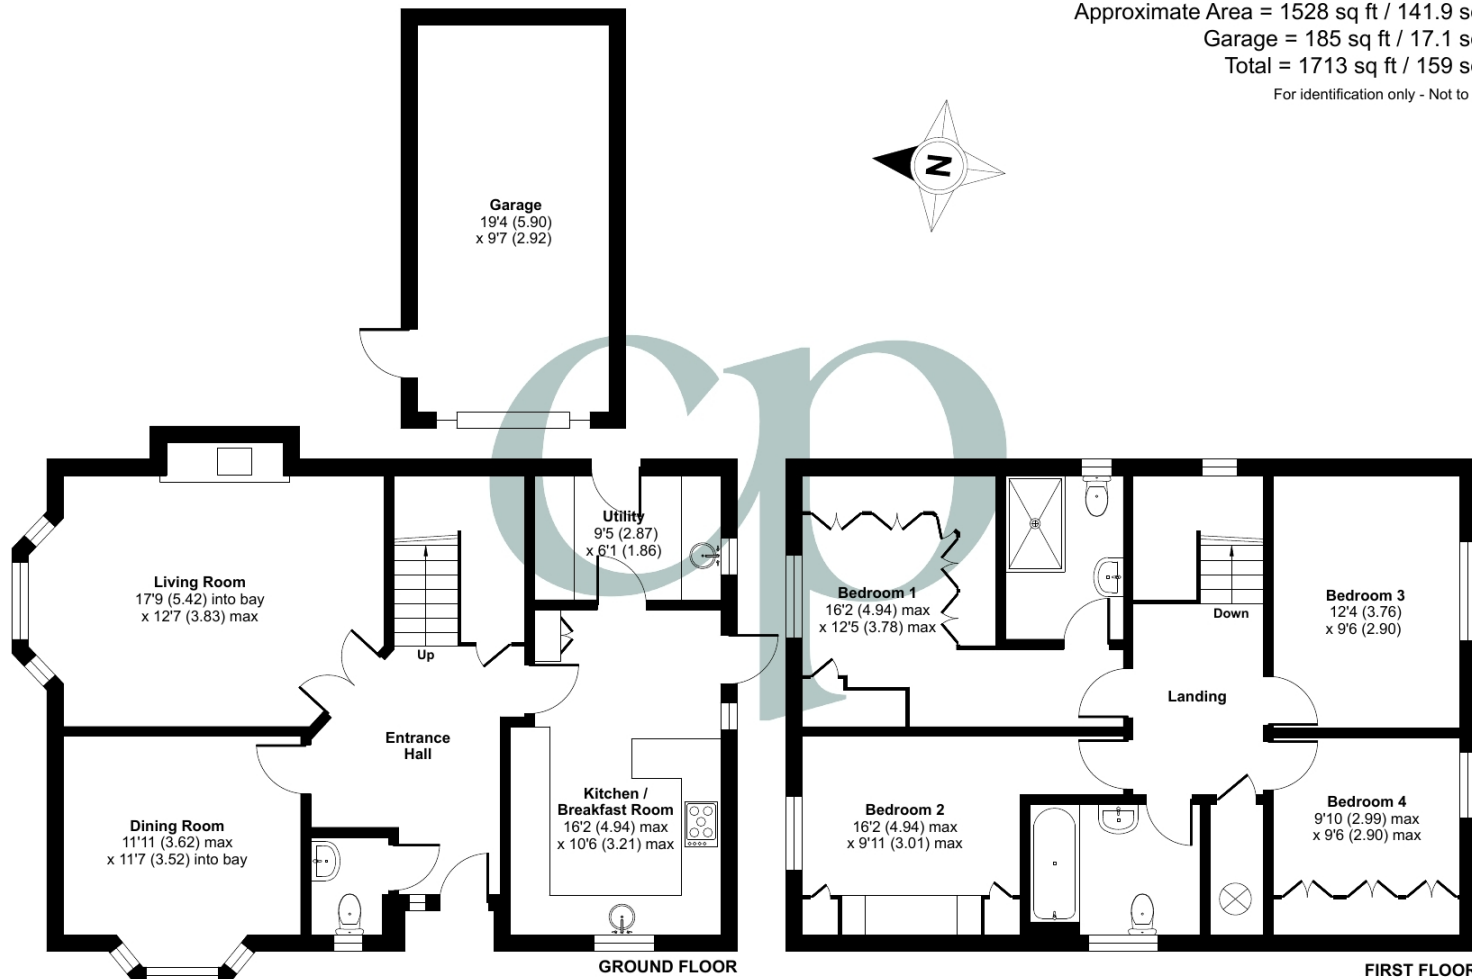 Approximate Area = 1528 sq ft / 141.9 s
Garage = 185 sq ft / 17.1 s
Total = 1713 sq ft / 159 s
For identification only - Not to
N
Garage
19'4 (5.90)
x 9'7 (2.92)
cp
Living Room
17'9 (5.42) into bay
x 12'7 (3.83) max
Up
Utility
9'5 (2.87)
x 6'1 (1.86)
Entrance
Hall
Dining Room
11'11 (3.62) max
x 11'7 (3.52) into bay
Kitchen /
Breakfast Room
16'2 (4.94) max
x 10'6 (3.21) max
GROUND FLOOR
Bedroom 1
16'2 (4.94) max
x 12'5 (3.78) max
Down
Bedroom 3
12'4 (3.76)
x 9'6 (2.90)
Landing
Bedroom 2
16'2 (4.94) max
x 9'11 (3.01) max
Bedroom 4
9'10 (2.99) max
x 9'6 (2.90) max
FIRST FLOOR